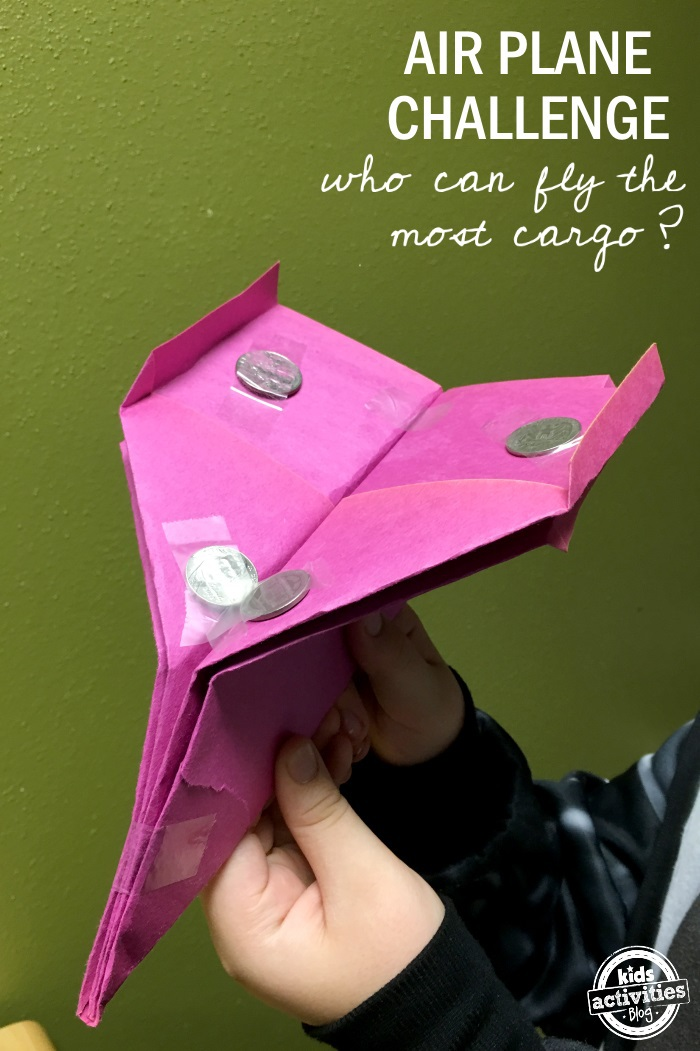 AIR PLANE
CHALLENGE
who can fly the
most cargo?
kids
activities
Blog